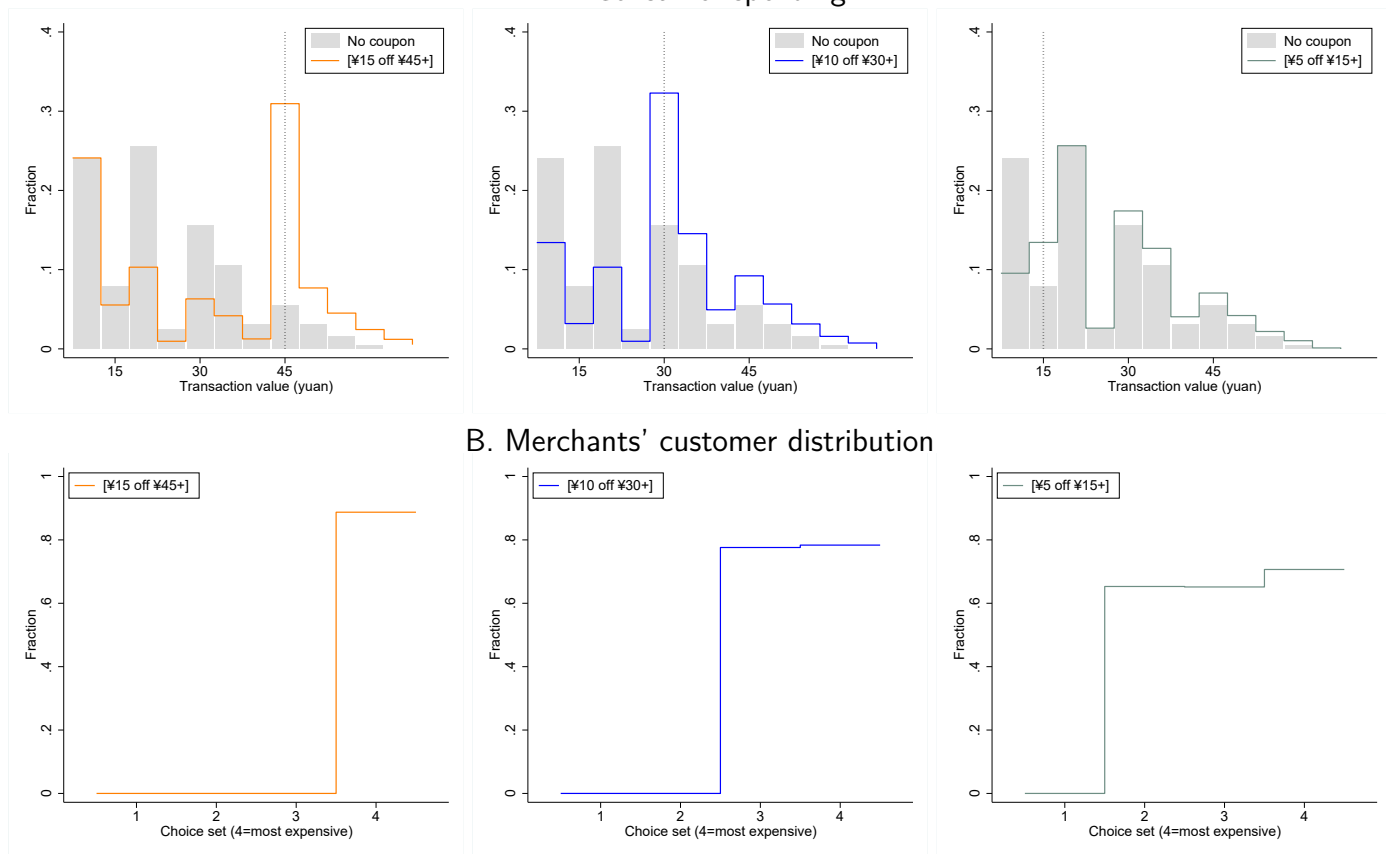 No coupon
[¥15 off ¥45+]
.4
.3
.2
.1
0
Fraction
15 30 45
Transaction value (yuan)
No coupon
[¥10 off ¥30+]
.4
.3
.2
.1
0
Fraction
15 30 45
Transaction value (yuan)
No coupon
[¥5 off ¥15+]
.4
.3
.2
.1
0
Fraction
15 30 45
Transaction value (yuan)
B. Merchants’ customer distribution
[¥15 off ¥45+]
1
.8
.6
.4
.2
0
Fraction
1 2 3 4
Choice set (4=most expensive)
[¥10 off ¥30+]
1
.8
.6
.4
.2
0
Fraction
1 2 3 4
Choice set (4=most expensive)
[¥5 off ¥15+]
1
.8
.6
.4
.2
0
Fraction
1 2 3 4
Choice set (4=most expensive)